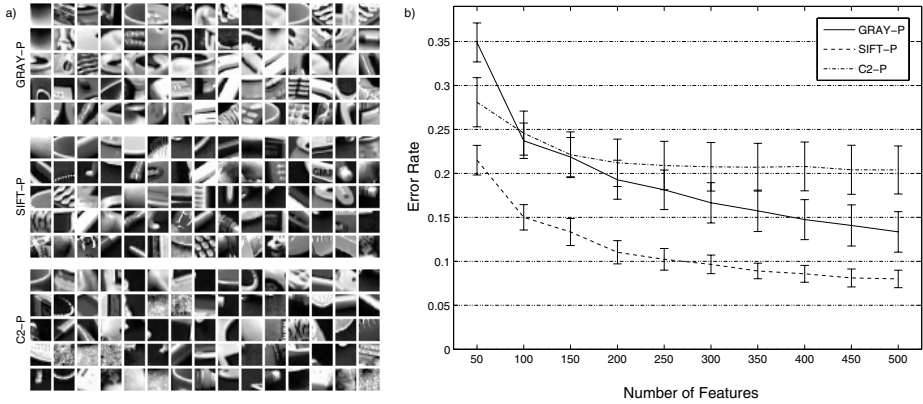 a)
GRAY-P
SIFT-P
C2-P
b)
GRAY-P
SIFT-P
C2-P
Error Rate
0.35
0.3
0.25
0.2
0.15
0.1
0.05
0
50 100 150 200 250 300 350 400 450 500
Number of Features